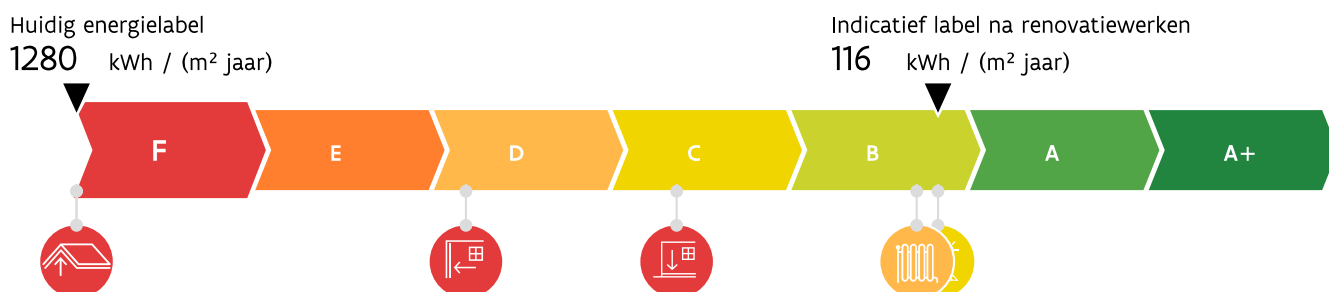 Huidig energielabel
1280 kWh / (m² jaar)
Indicatief label na renovatiewerken
116 kWh / (m² jaar)
F E D C B A A+